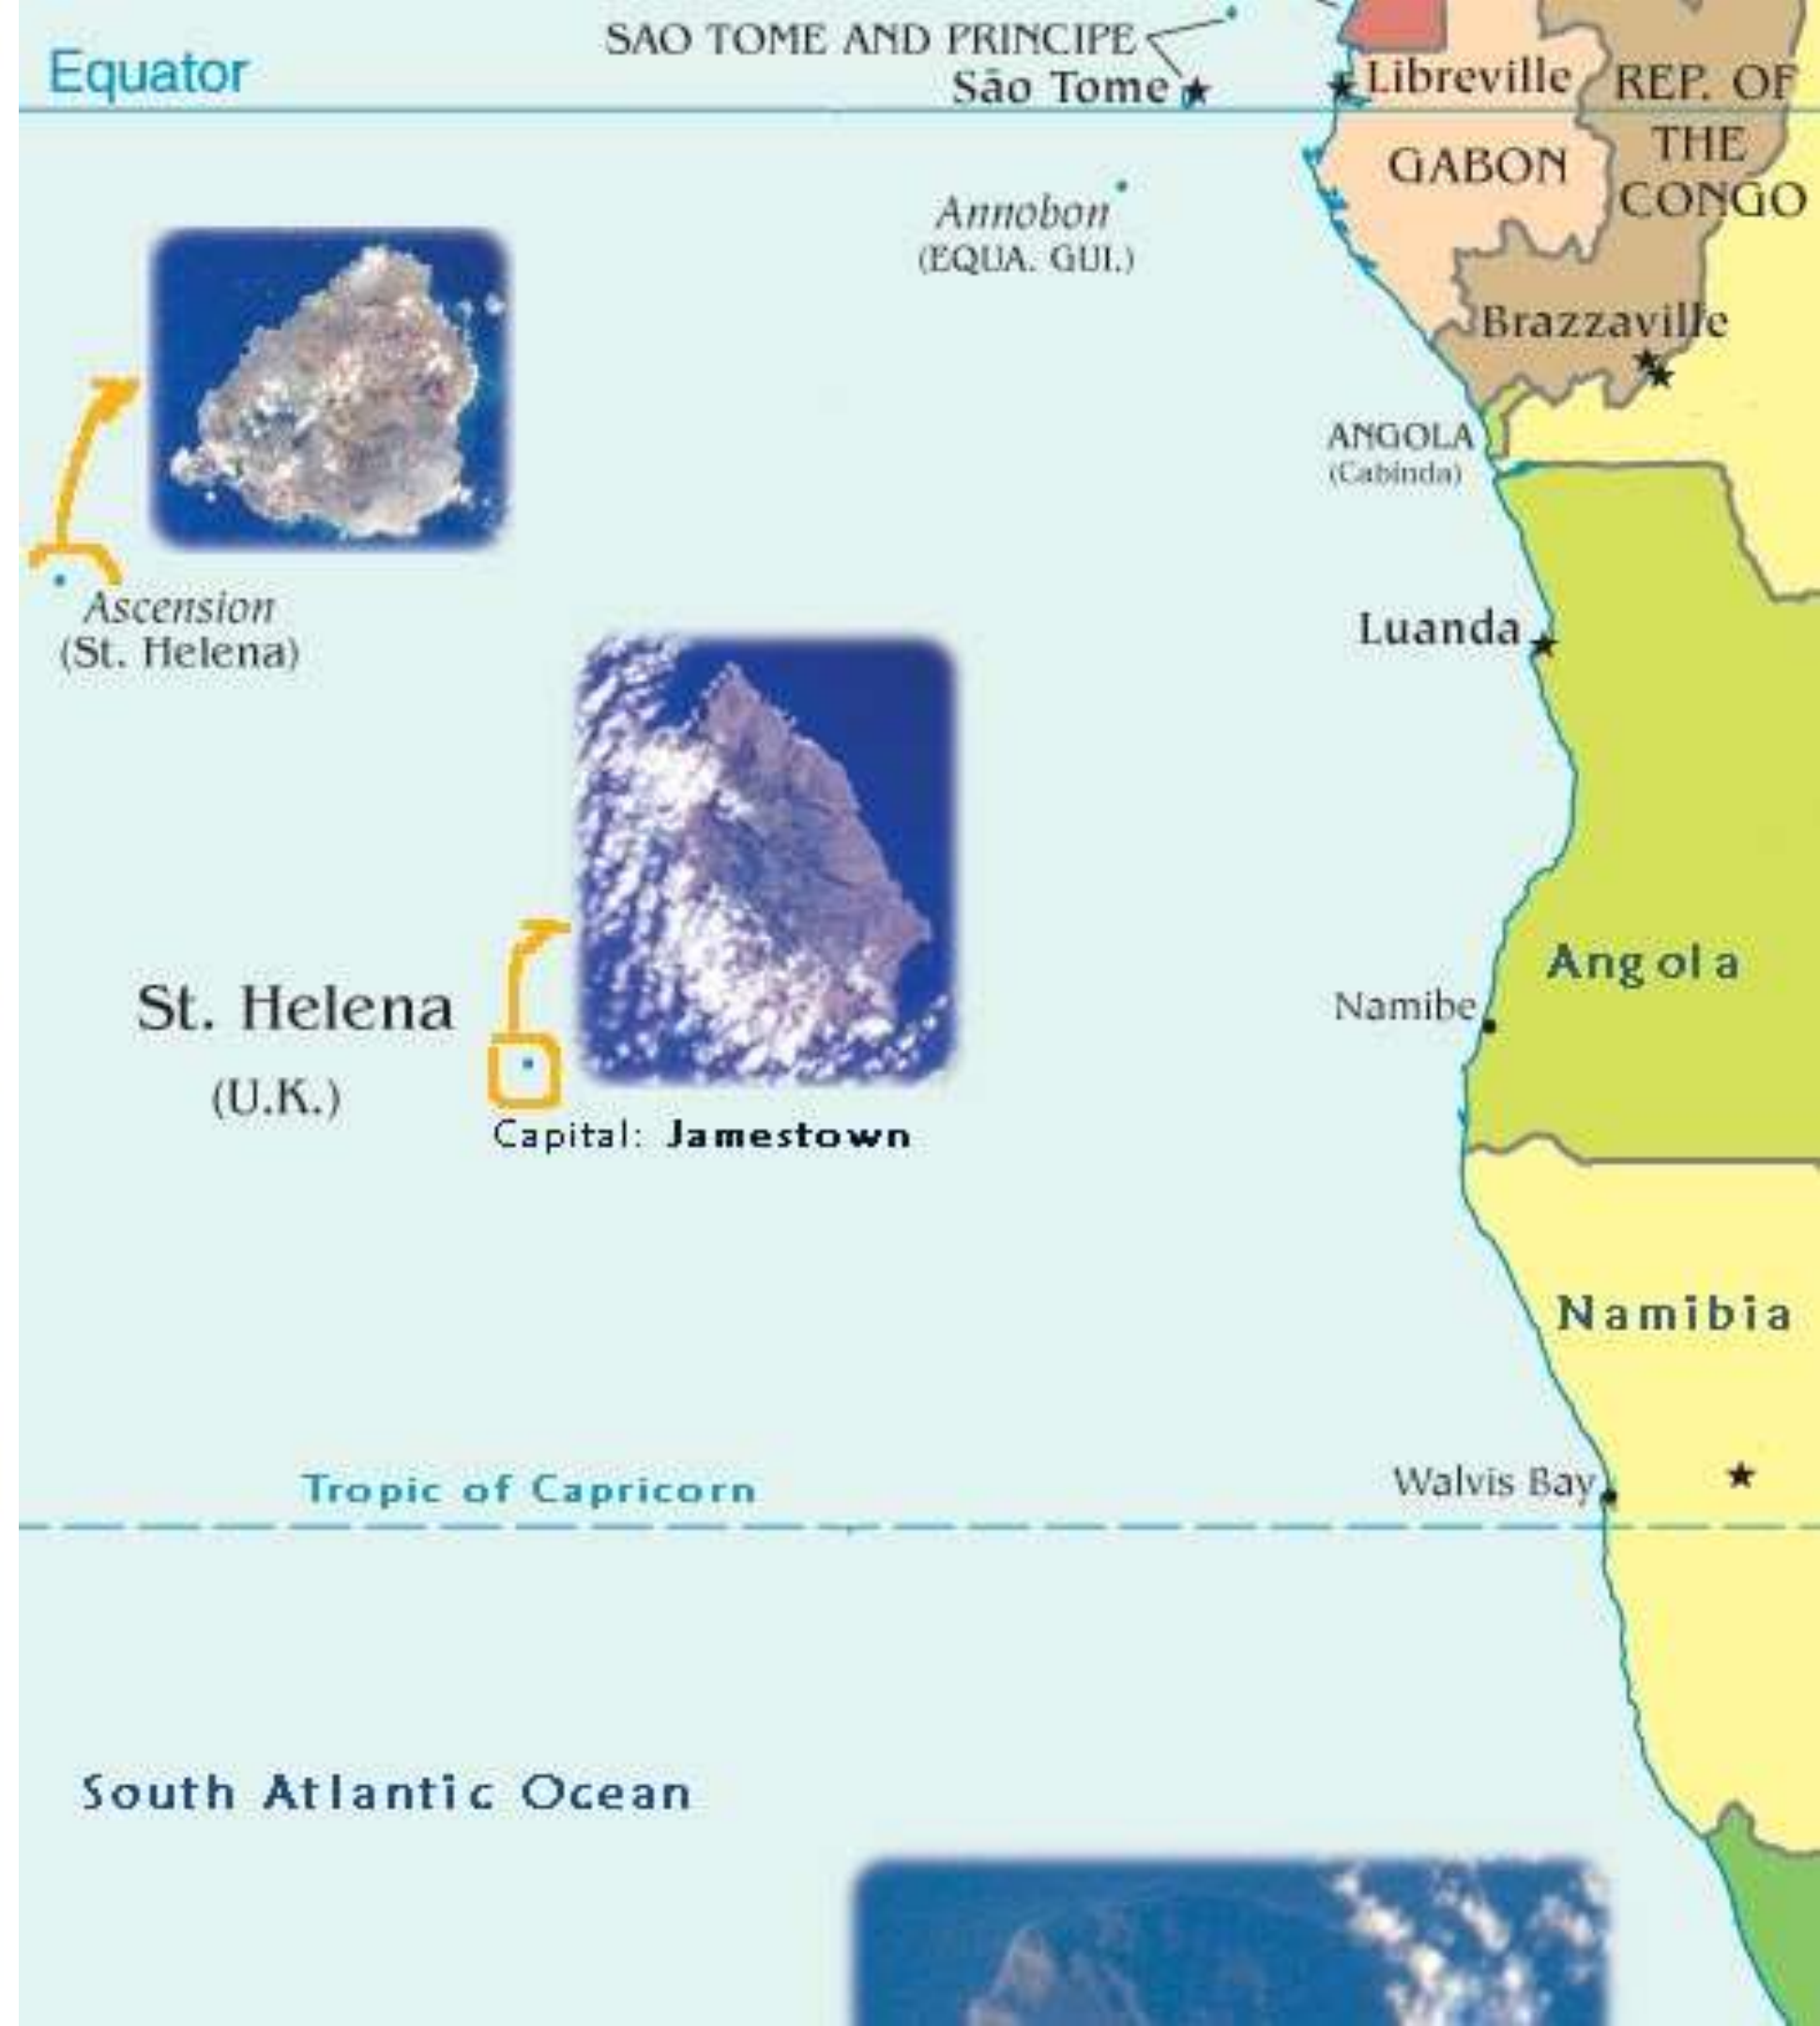 SAO TOME AND PRINCIPE
Equator
São Tome
Libreville
REP. OF
THE
CONGO
GABON
Annobon
(EQUA. GUI.)
Brazzaville
ANGOLA
(Cabinda)
Ascension
(St. Helena)
Luanda
Angola
St. Helena
(U.K.)
Namibe
Capital: Jamestown
Namibia
Tropic of Capricorn
Walvis Bay
South Atlantic Ocean